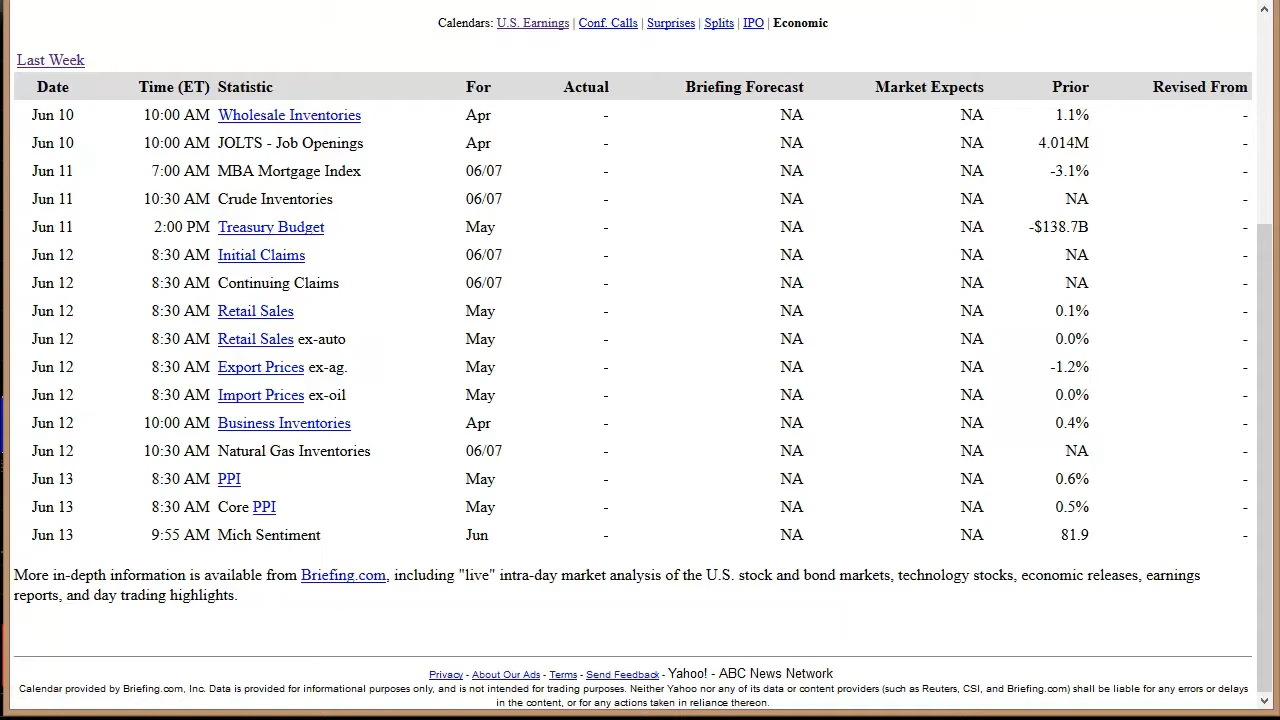 Calendars: U.S. Earnings | Conf. Calls | Surprises | Splits | IPO | Economic
Last Week
Date Time (ET) Statistic For Actual Briefing Forecast Market Expects Prior Revised From
Jun 10 10:00 AM Wholesale Inventories Apr - NA NA 1.1% -
Jun 10 10:00 AM JOLTS - Job Openings Apr - NA NA 4.014M -
Jun 11 7:00 AM MBA Mortgage Index 06/07 - NA NA -3.1% -
Jun 11 10:30 AM Crude Inventories 06/07 - NA NA NA -
Jun 11 2:00 PM Treasury Budget May - NA NA -$138.7B -
Jun 12 8:30 AM Initial Claims 06/07 - NA NA NA -
Jun 12 8:30 AM Continuing Claims 06/07 - NA NA NA -
Jun 12 8:30 AM Retail Sales May - NA NA 0.1% -
Jun 12 8:30 AM Retail Sales ex-auto May - NA NA 0.0% -
Jun 12 8:30 AM Export Prices ex-ag. May - NA NA -1.2% -
Jun 12 8:30 AM Import Prices ex-oil May - NA NA 0.0% -
Jun 12 10:00 AM Business Inventories Apr - NA NA 0.4% -
Jun 12 10:30 AM Natural Gas Inventories 06/07 - NA NA NA -
Jun 13 8:30 AM PPI May - NA NA 0.6% -
Jun 13 8:30 AM Core PPI May - NA NA 0.5% -
Jun 13 9:55 AM Mich Sentiment Jun - NA NA 81.9 -
More in-depth information is available from Briefing.com, including "live" intra-day market analysis of the U.S. stock and bond markets, technology stocks, economic releases, earnings
reports, and day trading highlights.
Privacy - About Our Ads - Terms - Send Feedback - Yahoo! - ABC News Network
Calendar provided by Briefing.com, Inc. Data is provided for informational purposes only, and is not intended for trading purposes. Neither Yahoo nor any of its data or content providers (such as Reuters, CSI, and Briefing.com) shall be liable for any errors or delays
in the content, or for any actions taken in reliance thereon.